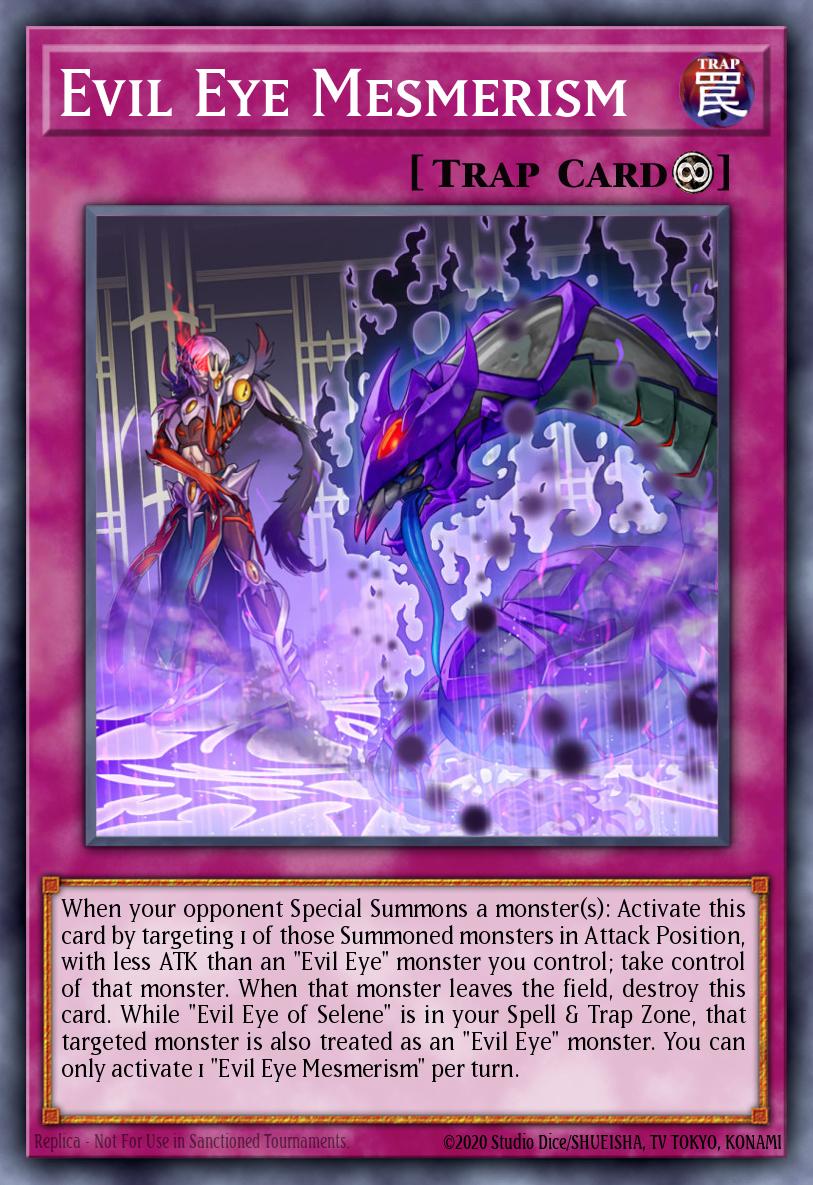 Evil Eye Mesmerism
TRAP
罠
[ Trap Card ]
When your opponent Special Summons a monster(s): Activate this
card by targeting 1 of those Summoned monsters in Attack Position,
with less ATK than an "Evil Eye" monster you control; take control
of that monster. When that monster leaves the field, destroy this
card. While "Evil Eye of Selene" is in your Spell & Trap Zone, that
targeted monster is also treated as an "Evil Eye" monster. You can
only activate 1 "Evil Eye Mesmerism" per turn.
Replica - Not For Use in Sanctioned Tournaments.
©2020 Studio Dice/SHUEISHA, TV TOKYO, KONAMI